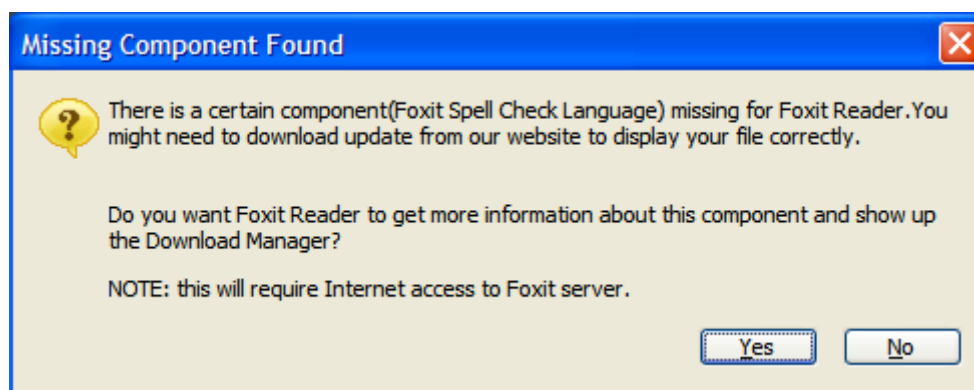 Missing Component Found
There is a certain component(Foxit Spell Check Language) missing for Foxit Reader.You
might need to download update from our website to display your file correctly.
Do you want Foxit Reader to get more information about this component and show up
the Download Manager?
NOTE: this will require Internet access to Foxit server.
Yes No